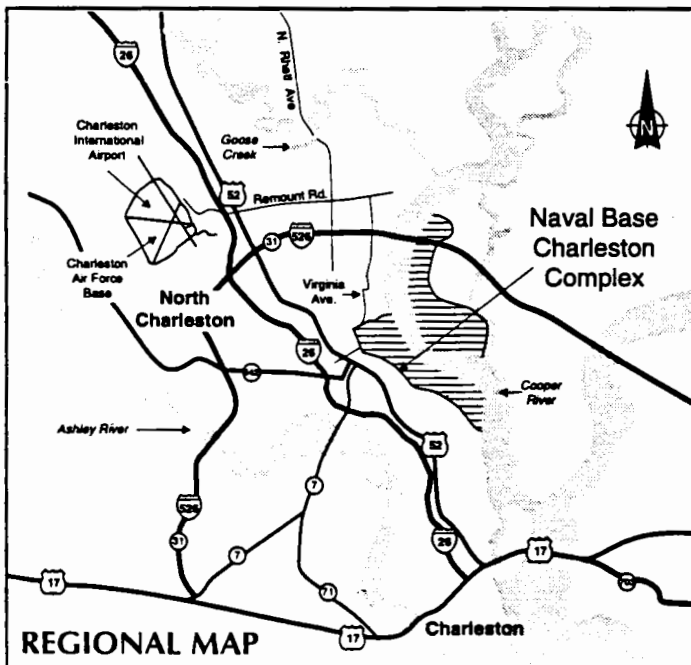 26
N. Rhett Ave
N
Charleston
International
Airport
Goose
Creek
52
Remount Rd.
Naval Base
Charleston
Complex
31
526
Charleston
Air Force
Base
North
Charleston
Virginia
Ave.
26
Cooper
River
Ashley River
52
7
526
26
31
7
17
17
71
703
17
Charleston
REGIONAL MAP